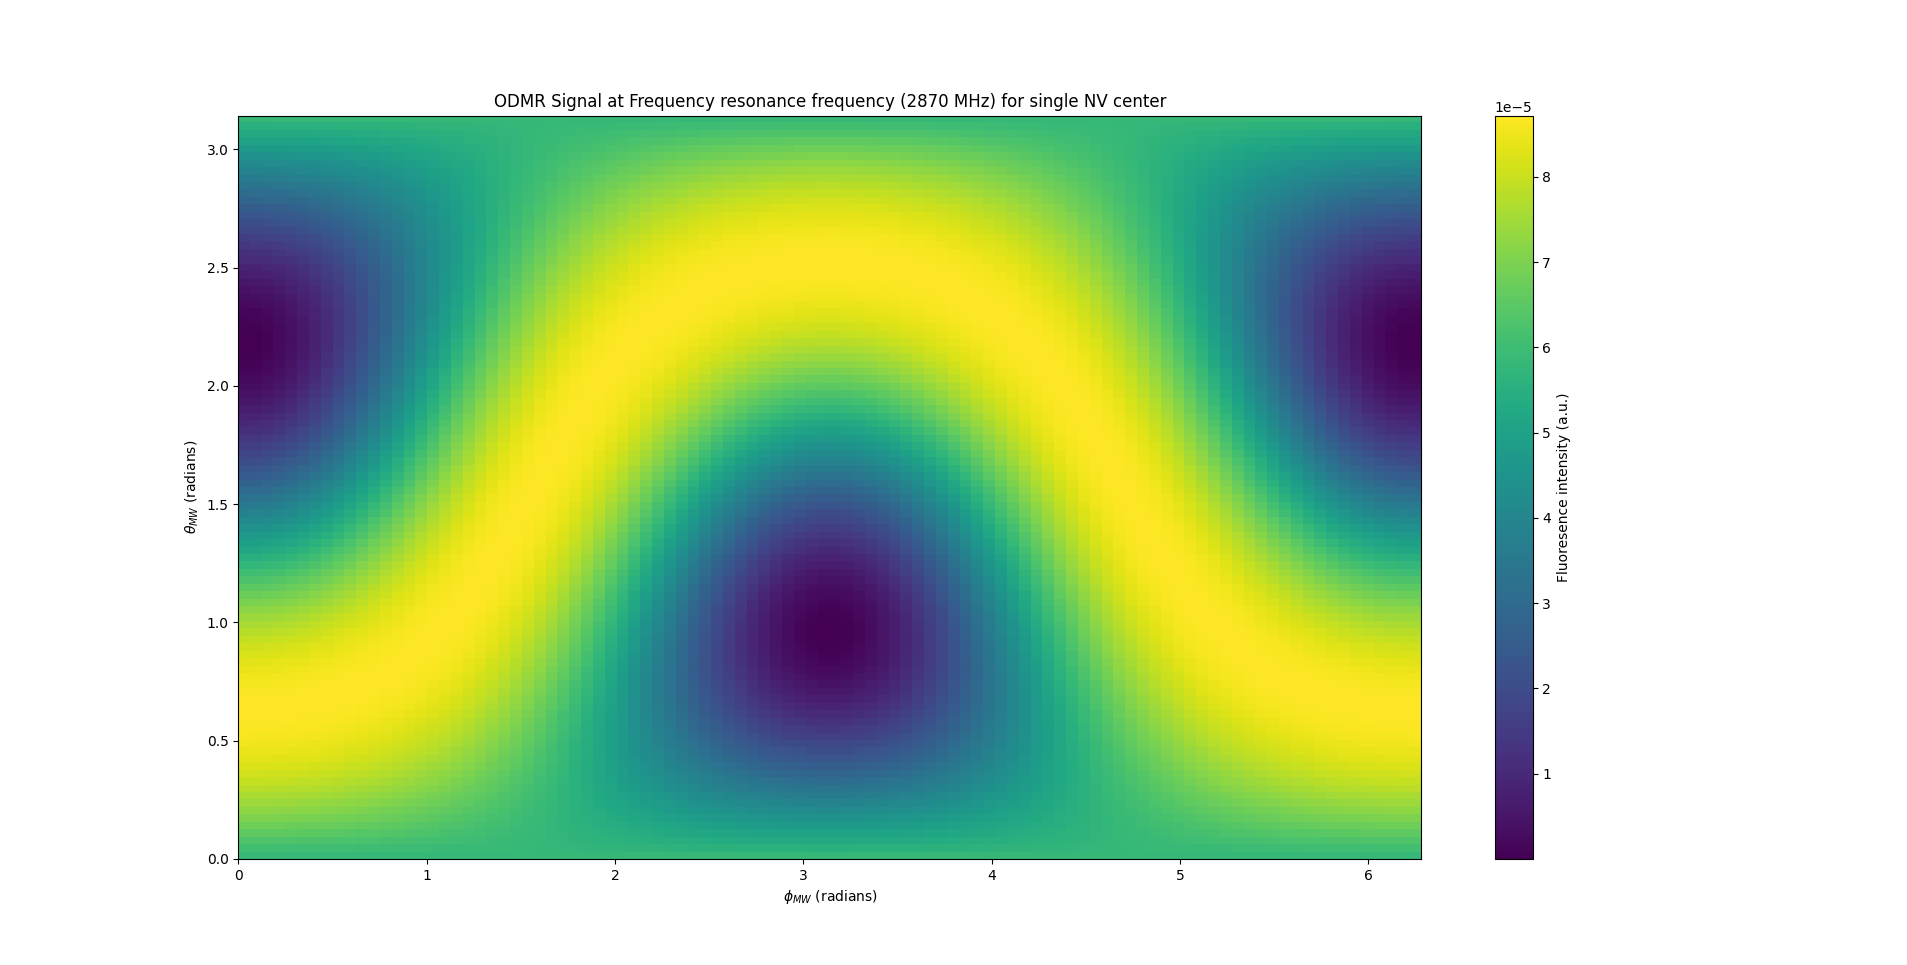 ODMR Signal at Frequency resonance frequency (2870 MHz) for single NV center
1e−5
3.0
2.5
2.0
1.5
1.0
0.5
0.0
θMW (radians)
0 1 2 3 4 5 6
ϕMW (radians)
8
7
6
5
4
3
2
1
Fluoresence intensity (a.u.)